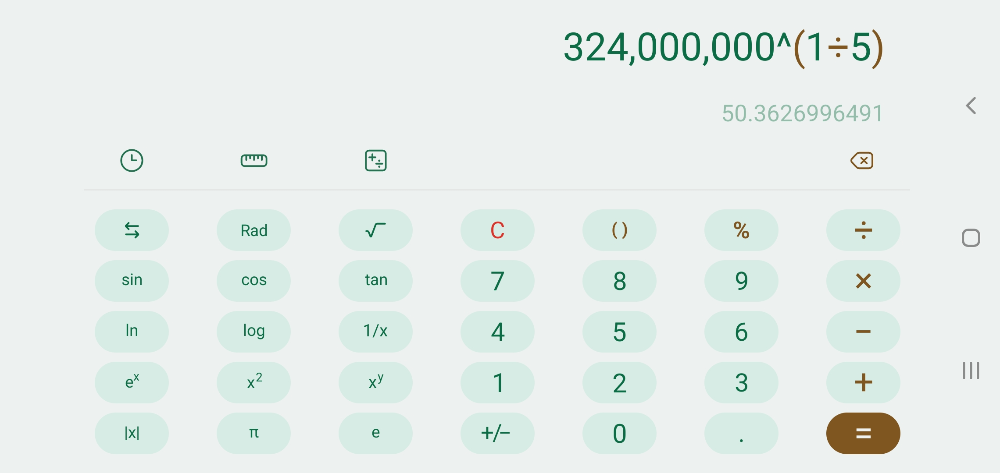 324,000,000^(1÷5)
50.3626996491
Rad √ C ( ) % ÷
sin cos tan 7 8 9 ×
ln log 1/x 4 5 6 −
eˣ x² xʸ 1 2 3 +
|x| π e +/− 0 . =